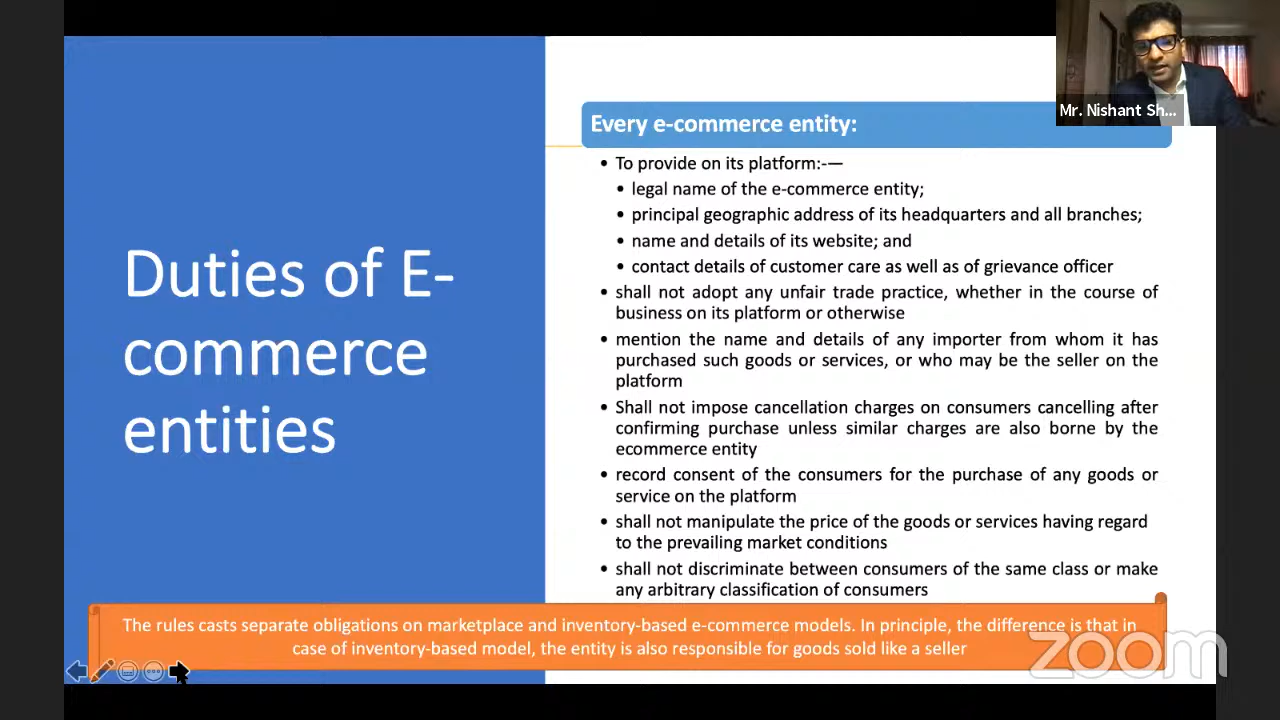 Mr. Nishant Sh...
Every e-commerce entity:
• To provide on its platform:-—
• legal name of the e-commerce entity;
• principal geographic address of its headquarters and all branches;
• name and details of its website; and
• contact details of customer care as well as of grievance officer
• shall not adopt any unfair trade practice, whether in the course of
business on its platform or otherwise
• mention the name and details of any importer from whom it has
purchased such goods or services, or who may be the seller on the
platform
• Shall not impose cancellation charges on consumers cancelling after
confirming purchase unless similar charges are also borne by the
ecommerce entity
• record consent of the consumers for the purchase of any goods or
service on the platform
• shall not manipulate the price of the goods or services having regard
to the prevailing market conditions
• shall not discriminate between consumers of the same class or make
any arbitrary classification of consumers
Duties of E-
commerce
entities
The rules casts separate obligations on marketplace and inventory-based e-commerce models. In principle, the difference is that in
case of inventory-based model, the entity is also responsible for goods sold like a seller
zoom